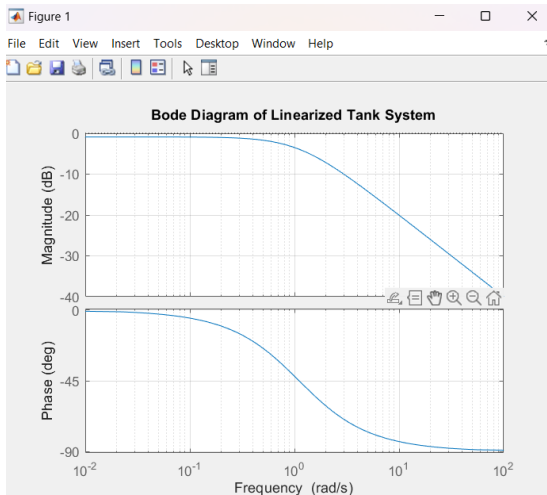 Figure 1
File Edit View Insert Tools Desktop Window Help
Bode Diagram of Linearized Tank System
0
-10
-20
-30
-40
Magnitude (dB)
0
-45
-90
Phase (deg)
10^-2 10^-1 10^0 10^1 10^2
Frequency (rad/s)